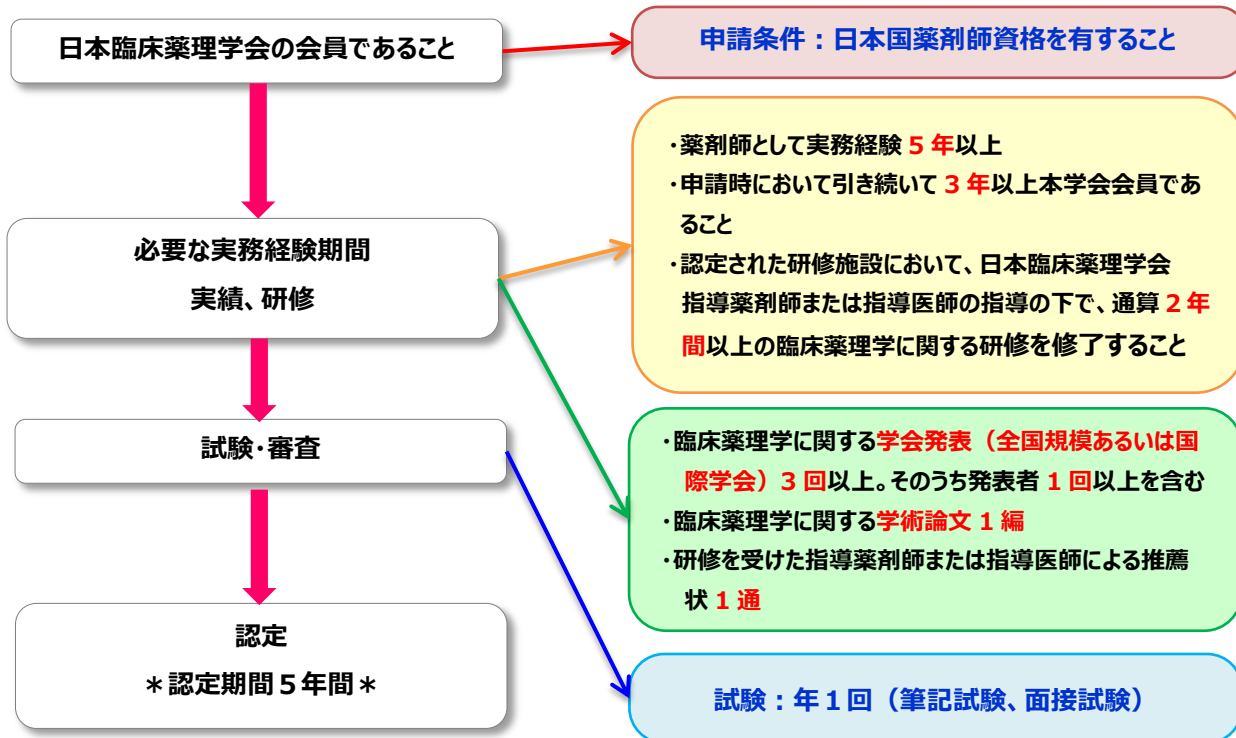 日本臨床薬理学会の会員であること
申請条件：日本国薬剤師資格を有すること
必要な実務経験期間
実績、研修
・薬剤師として実務経験 5 年以上
・申請時において引き続いて 3 年以上本学会会員であ
ること
・認定された研修施設において、日本臨床薬理学会
指導薬剤師または指導医師の指導の下で、通算 2 年
間以上の臨床薬理学に関する研修を修了すること
・臨床薬理学に関する学会発表（全国規模あるいは国
際学会）3 回以上。そのうち発表者 1 回以上を含む
・臨床薬理学に関する学術論文 1 編
・研修を受けた指導薬剤師または指導医師による推薦
状 1 通
試験・審査
試験：年１回（筆記試験、面接試験）
認定
＊認定期間５年間＊